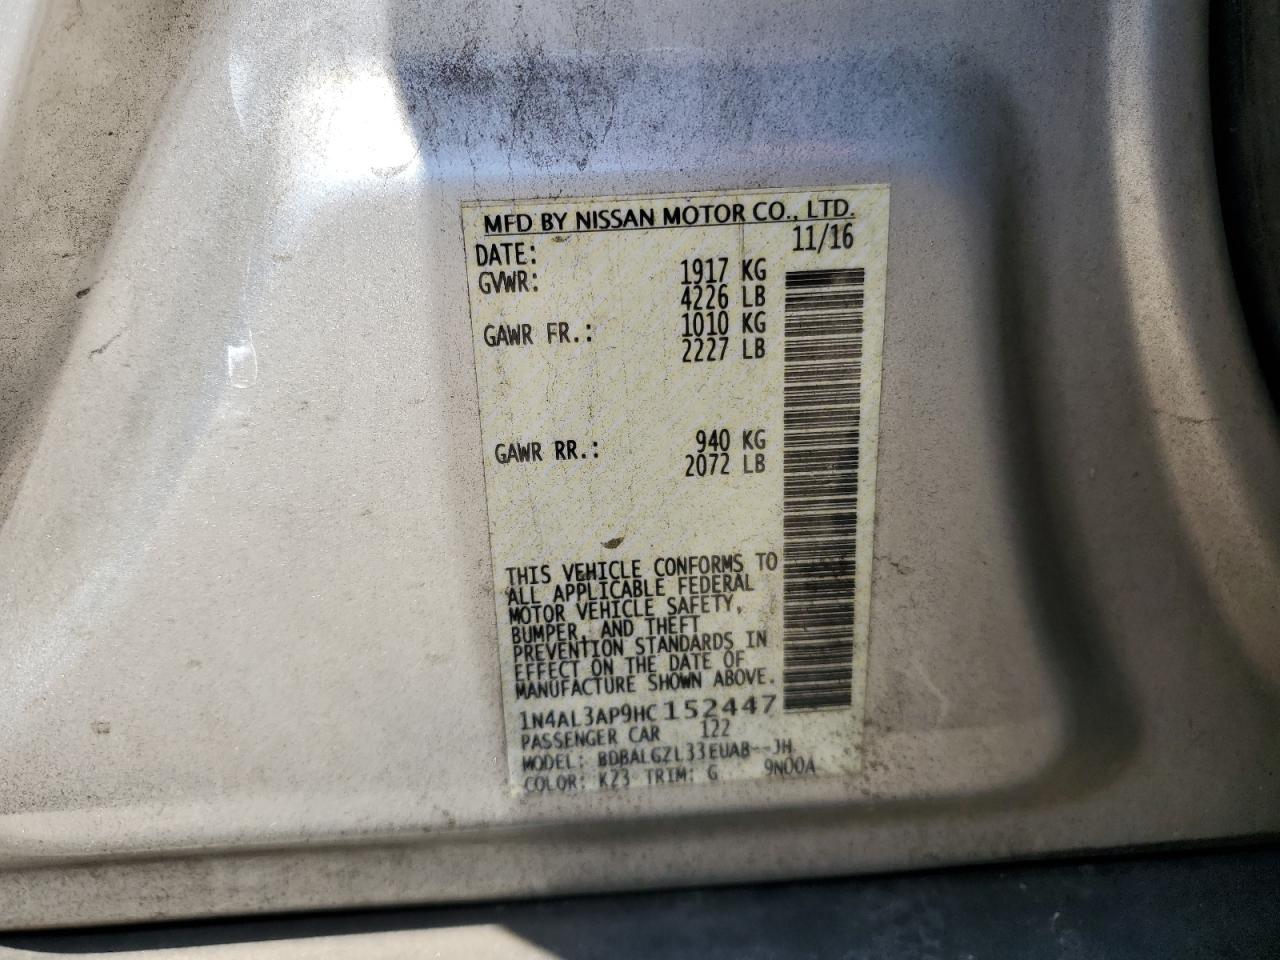 MFD BY NISSAN MOTOR CO., LTD.
DATE: 11/16
GVWR: 1917 KG
4226 LB
GAWR FR.: 1010 KG
2227 LB
GAWR RR.: 940 KG
2072 LB
THIS VEHICLE CONFORMS TO
ALL APPLICABLE FEDERAL
MOTOR VEHICLE SAFETY,
BUMPER, AND THEFT
PREVENTION STANDARDS IN
EFFECT ON THE DATE OF
MANUFACTURE SHOWN ABOVE.
1N4AL3AP9HC152447
PASSENGER CAR 122
MODEL: BDBALGZL33EUA8--JH
COLOR: K23 TRIM: G 9N00A